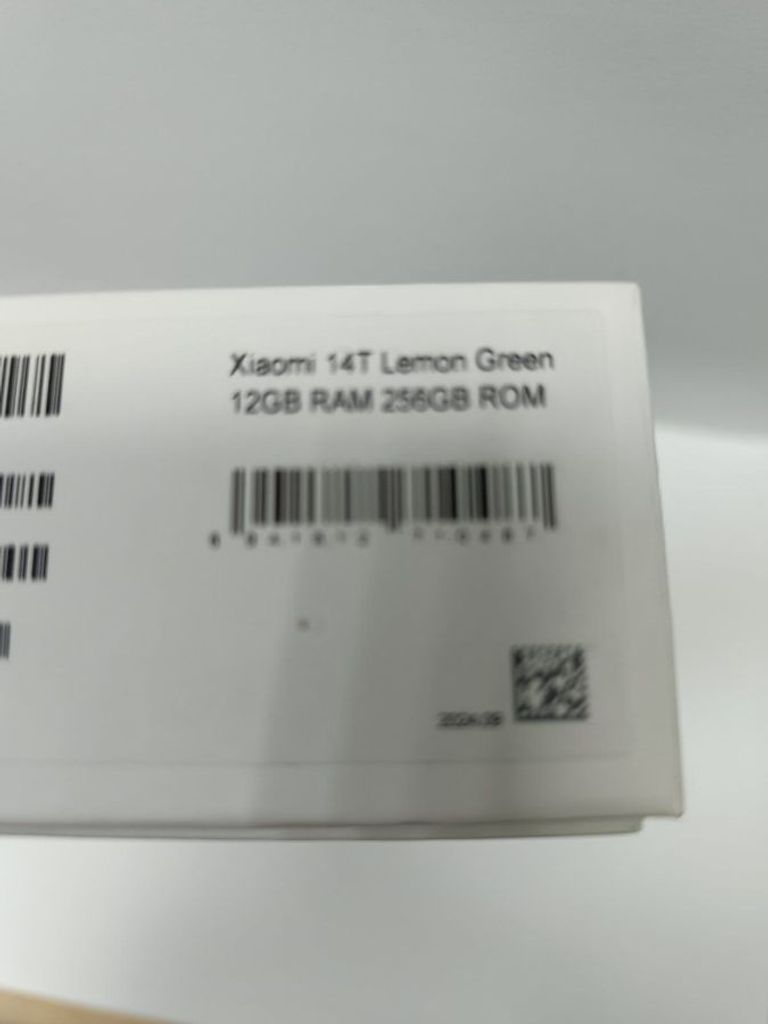 Xiaomi 14T Lemon Green
12GB RAM 256GB ROM